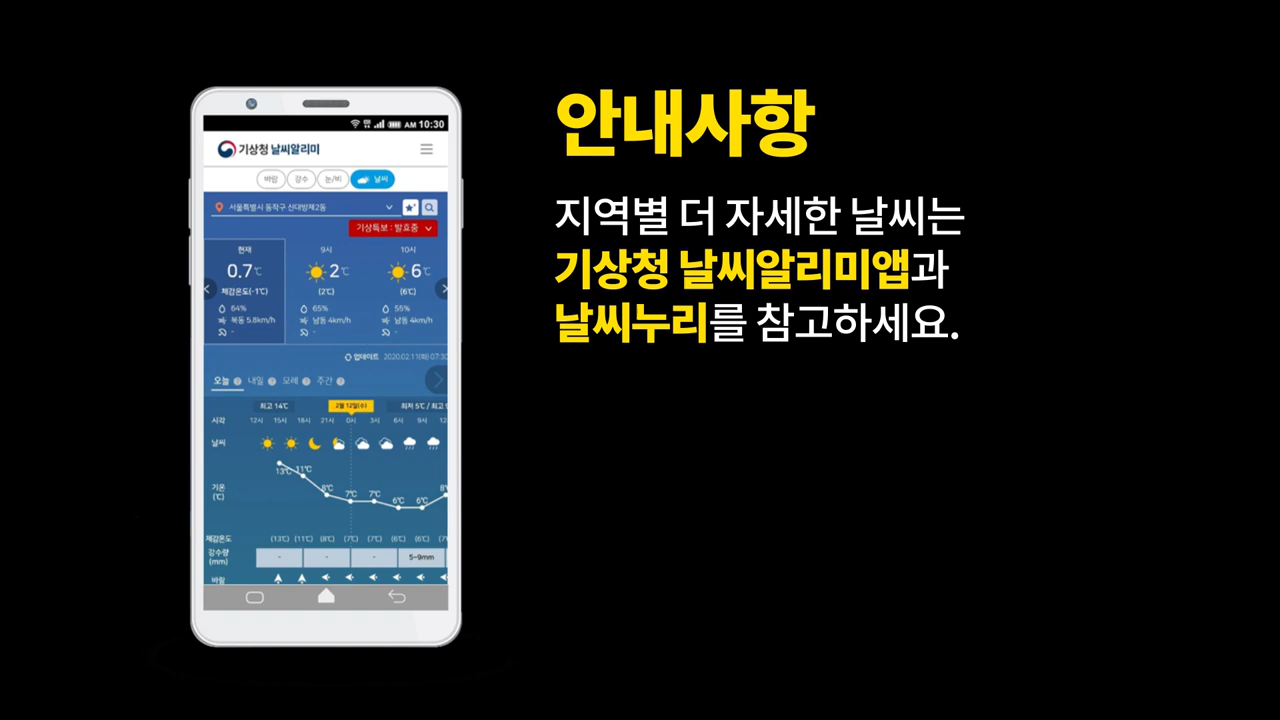 AM 10:30
기상청 날씨알리미
바람 강수 눈/비 날씨
서울특별시 동작구 신대방제2동
기상특보 : 발효중
현재 9시 10시
0.7℃ 2℃ 6℃
체감온도(-1℃) (2℃) (6℃)
64% 65% 55%
북동 5.8km/h 남동 4km/h 남동 4km/h
- - -
업데이트 2020.02.11(화) 07:30
오늘 내일 모레 주간
최고 14℃ 2월 12일(수) 최저 5℃ / 최고
시각 12시 15시 18시 21시 0시 3시 6시 9시 12
날씨
기온
(℃)
13℃ 11℃ 8℃ 7℃ 7℃ 6℃ 6℃ 8
체감온도 (13℃) (11℃) (8℃) (7℃) (7℃) (6℃) (6℃) (7
강수량
(mm)
- - - 5~9mm
바람
안내사항
지역별 더 자세한 날씨는
기상청 날씨알리미앱과
날씨누리를 참고하세요.